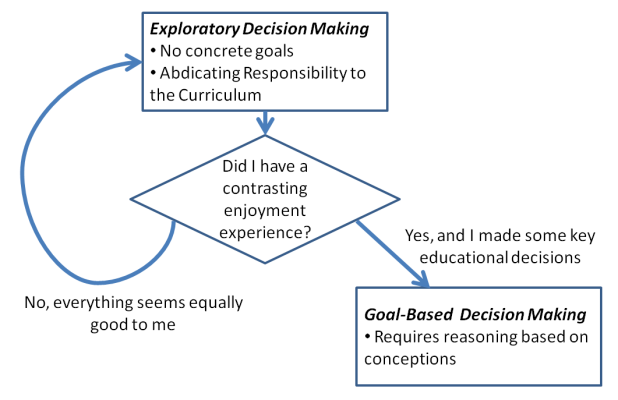 Exploratory Decision Making
• No concrete goals
• Abdicating Responsibility to
the Curriculum
Did I have a
contrasting
enjoyment
experience?
Yes, and I made some key
educational decisions
No, everything seems equally
good to me
Goal-Based Decision Making
• Requires reasoning based on
conceptions